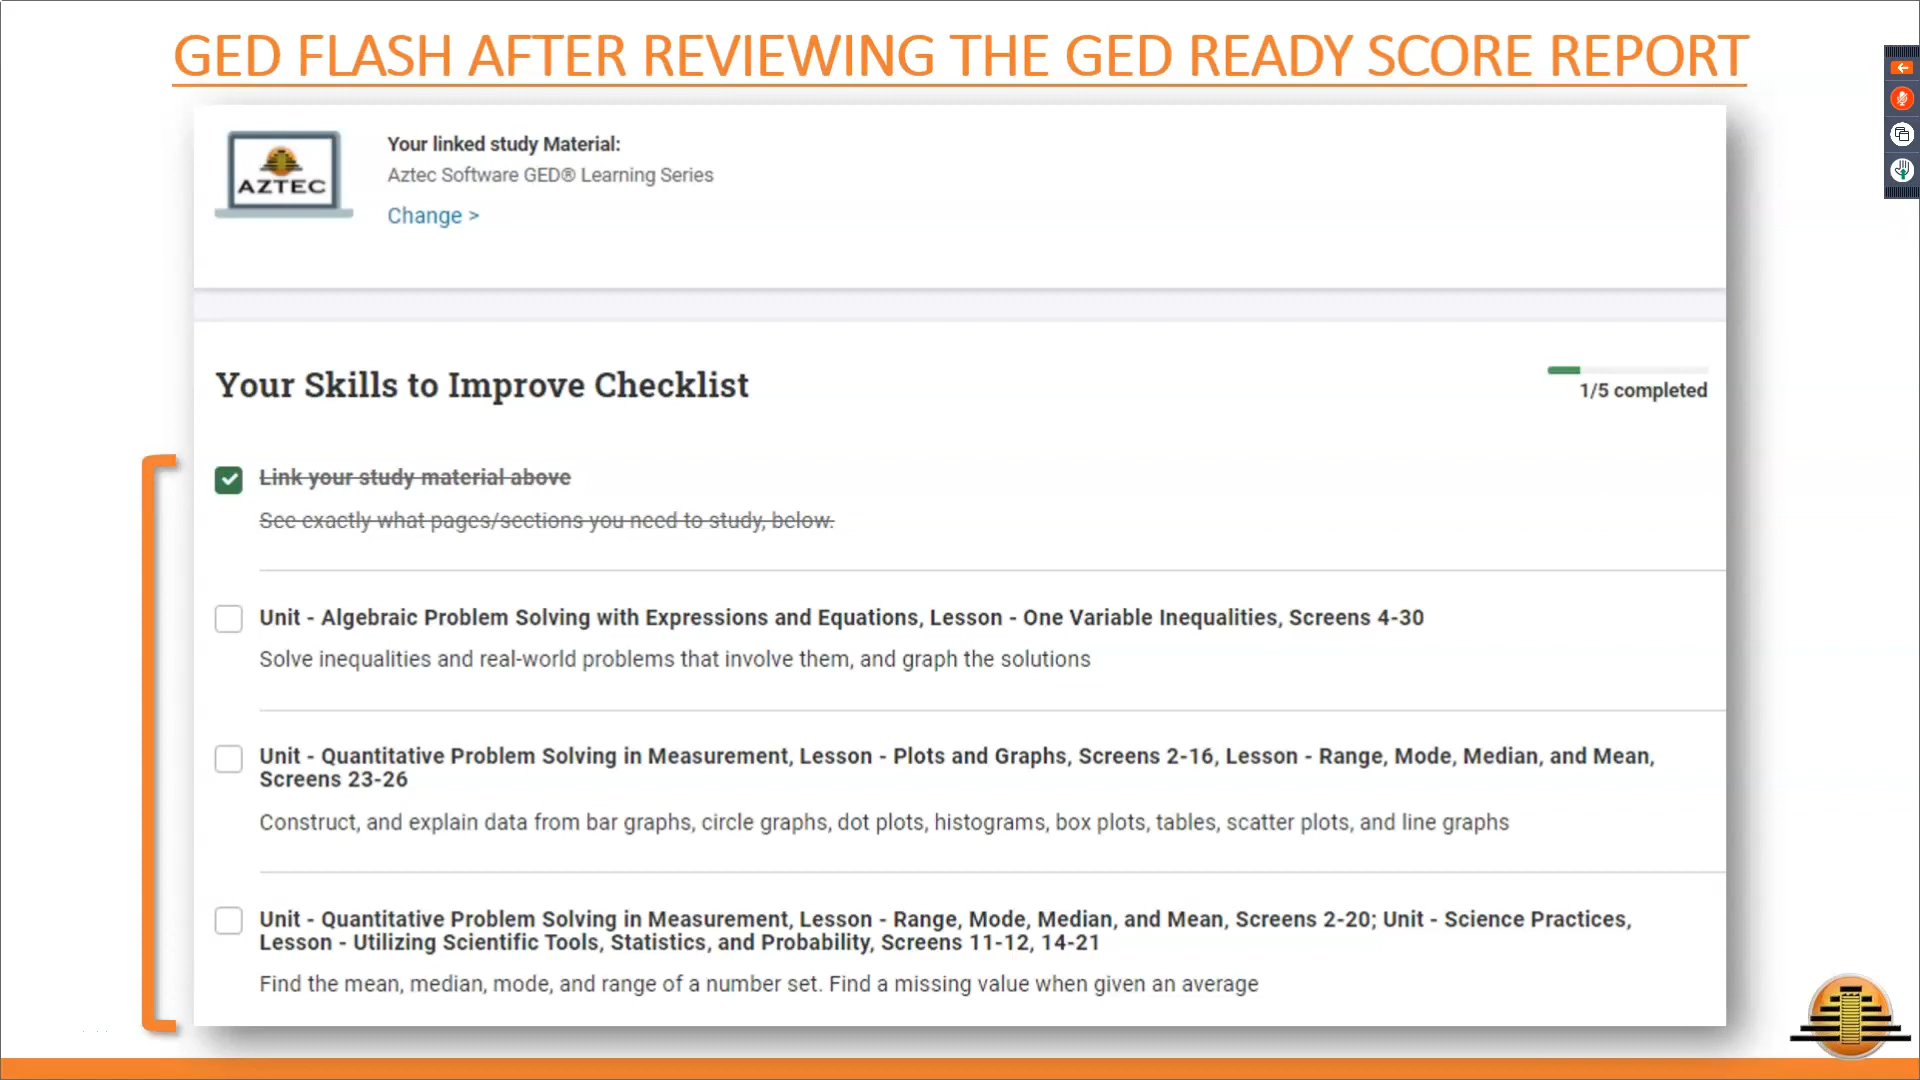 GED FLASH AFTER REVIEWING THE GED READY SCORE REPORT
AZTEC
Your linked study Material:
Aztec Software GED® Learning Series
Change >
Your Skills to Improve Checklist
1/5 completed
Link your study material above
See exactly what pages/sections you need to study, below.
Unit - Algebraic Problem Solving with Expressions and Equations, Lesson - One Variable Inequalities, Screens 4-30
Solve inequalities and real-world problems that involve them, and graph the solutions
Unit - Quantitative Problem Solving in Measurement, Lesson - Plots and Graphs, Screens 2-16, Lesson - Range, Mode, Median, and Mean,
Screens 23-26
Construct, and explain data from bar graphs, circle graphs, dot plots, histograms, box plots, tables, scatter plots, and line graphs
Unit - Quantitative Problem Solving in Measurement, Lesson - Range, Mode, Median, and Mean, Screens 2-20; Unit - Science Practices,
Lesson - Utilizing Scientific Tools, Statistics, and Probability, Screens 11-12, 14-21
Find the mean, median, mode, and range of a number set. Find a missing value when given an average